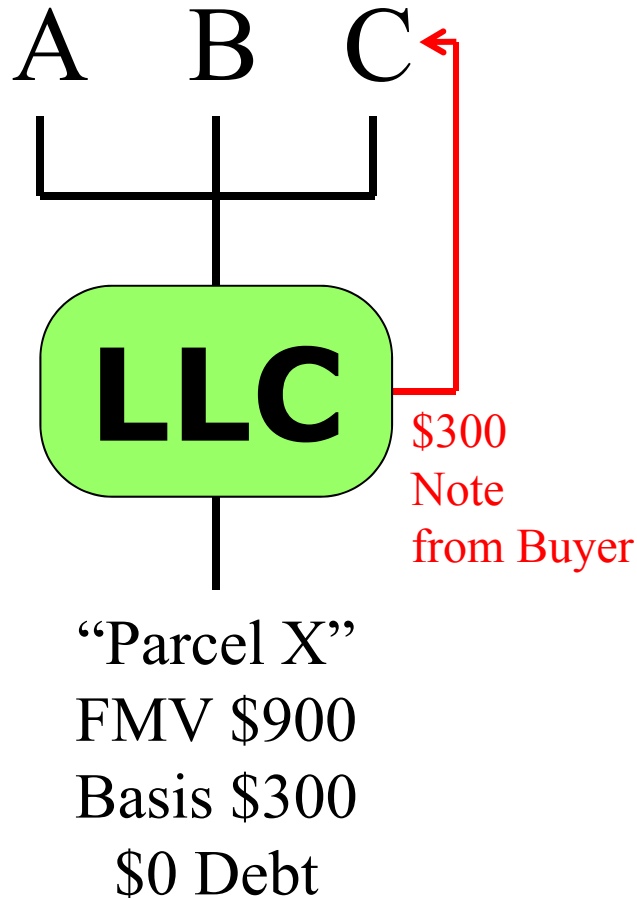 A B C
LLC
$300
Note
from Buyer
“Parcel X”
FMV $900
Basis $300
$0 Debt